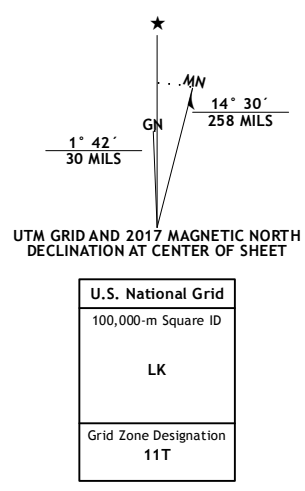 ★
MN
GN
14° 30´
258 MILS
1° 42´
30 MILS
UTM GRID AND 2017 MAGNETIC NORTH
DECLINATION AT CENTER OF SHEET
U.S. National Grid
100,000-m Square ID
LK
Grid Zone Designation
11T